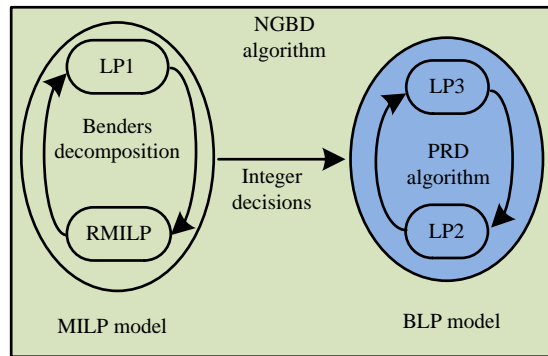 NGBD
algorithm
LP1
Benders
decomposition
RMILP
MILP model
Integer
decisions
LP3
PRD
algorithm
LP2
BLP model